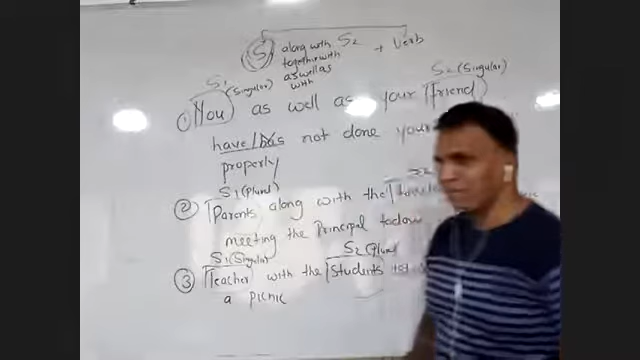 S1 along with S2 + Verb
together with
as well as
with
S1 (Singular) S2 (Singular)
① You as well as your friend
have/has not done your
properly
S1 (Plural) S2
② Parents along with the
meeting the Principal today
S1 (Singular) S2 (Plural)
③ Teacher with the Students
a picnic